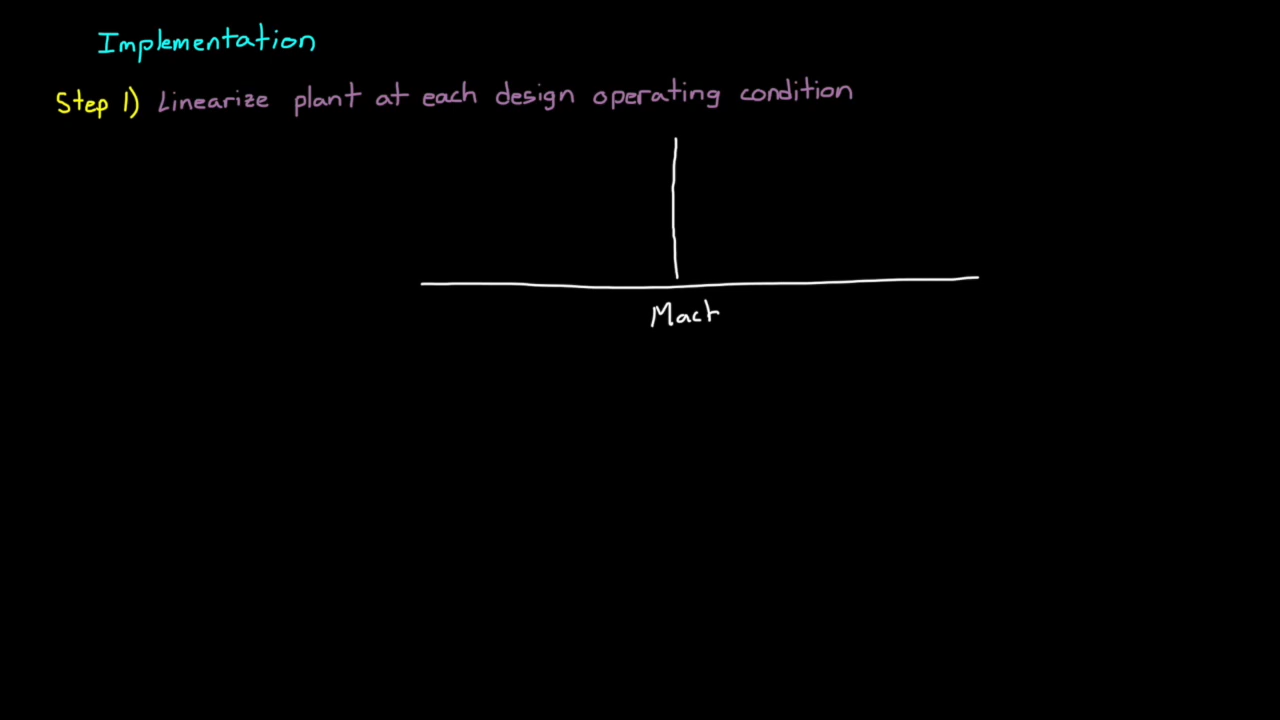 Implementation
Step 1) Linearize plant at each design operating condition
Mach